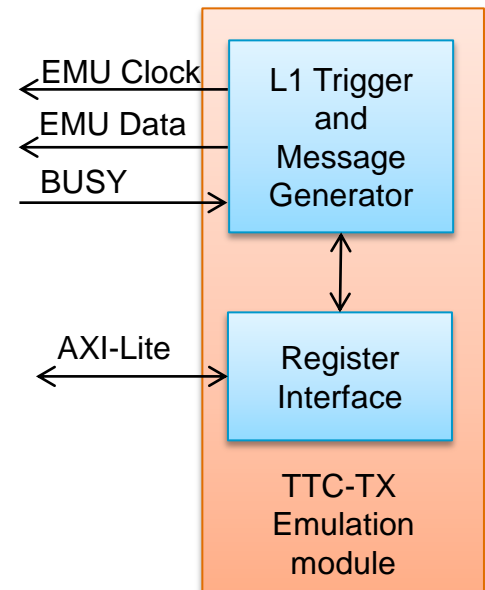 EMU Clock
EMU Data
BUSY
L1 Trigger
and
Message
Generator
AXI-Lite
Register
Interface
TTC-TX
Emulation
module